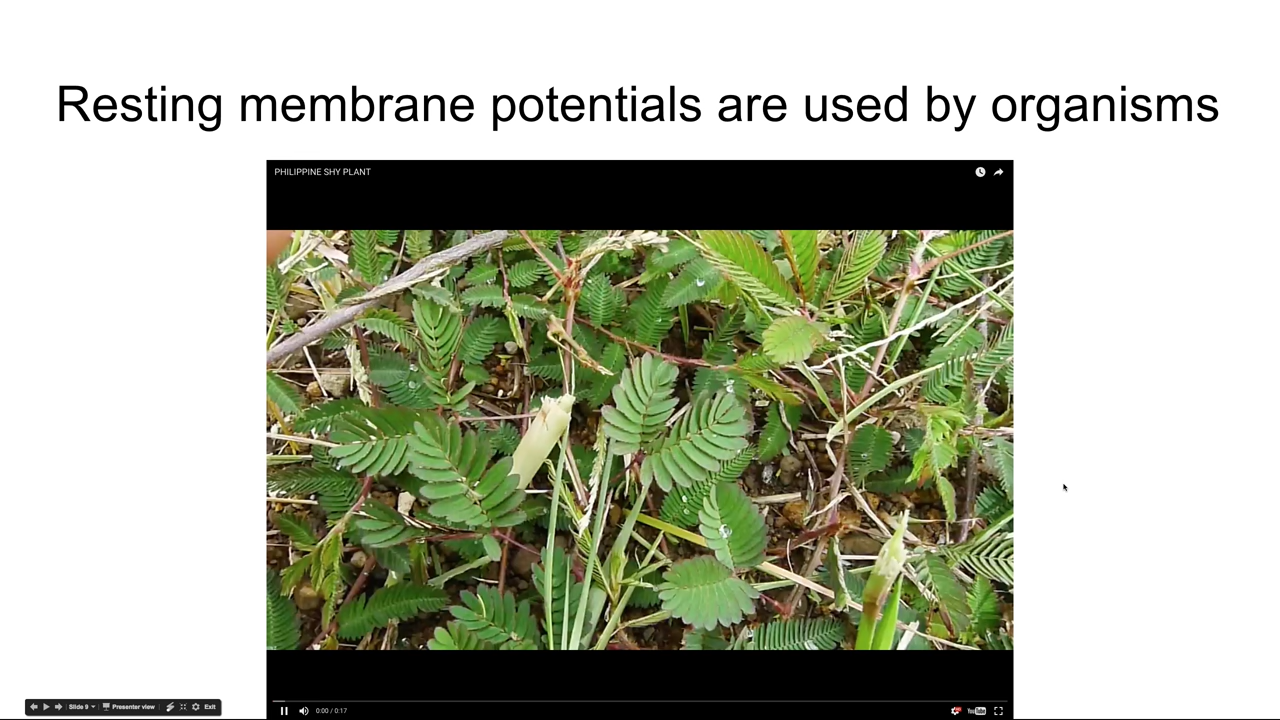 Resting membrane potentials are used by organisms
PHILIPPINE SHY PLANT
Slide 9
Presenter view
Exit
0:00 / 0:17
YouTube